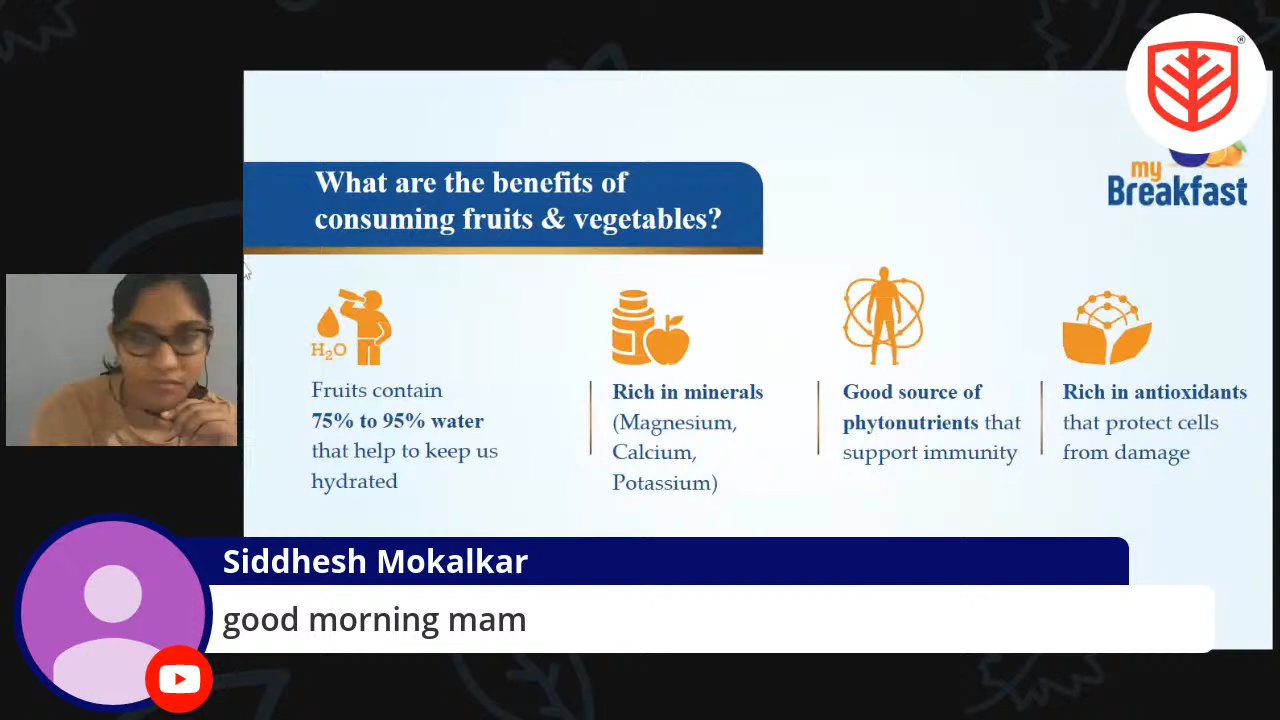 ®
my
Breakfast
What are the benefits of
consuming fruits & vegetables?
H₂O
Fruits contain
75% to 95% water
that help to keep us
hydrated
Rich in minerals
(Magnesium,
Calcium,
Potassium)
Good source of
phytonutrients that
support immunity
Rich in antioxidants
that protect cells
from damage
Siddhesh Mokalkar
good morning mam